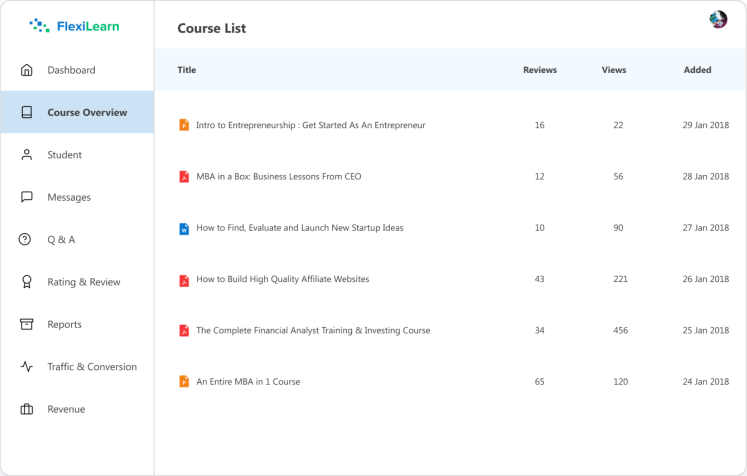 FlexiLearn
Dashboard
Course Overview
Student
Messages
Q & A
Rating & Review
Reports
Traffic & Conversion
Revenue
Course List
Title Reviews Views Added
Intro to Entrepreneurship : Get Started As An Entrepreneur 16 22 29 Jan 2018
MBA in a Box: Business Lessons From CEO 12 56 28 Jan 2018
How to Find, Evaluate and Launch New Startup Ideas 10 90 27 Jan 2018
How to Build High Quality Affiliate Websites 43 221 26 Jan 2018
The Complete Financial Analyst Training & Investing Course 34 456 25 Jan 2018
An Entire MBA in 1 Course 65 120 24 Jan 2018